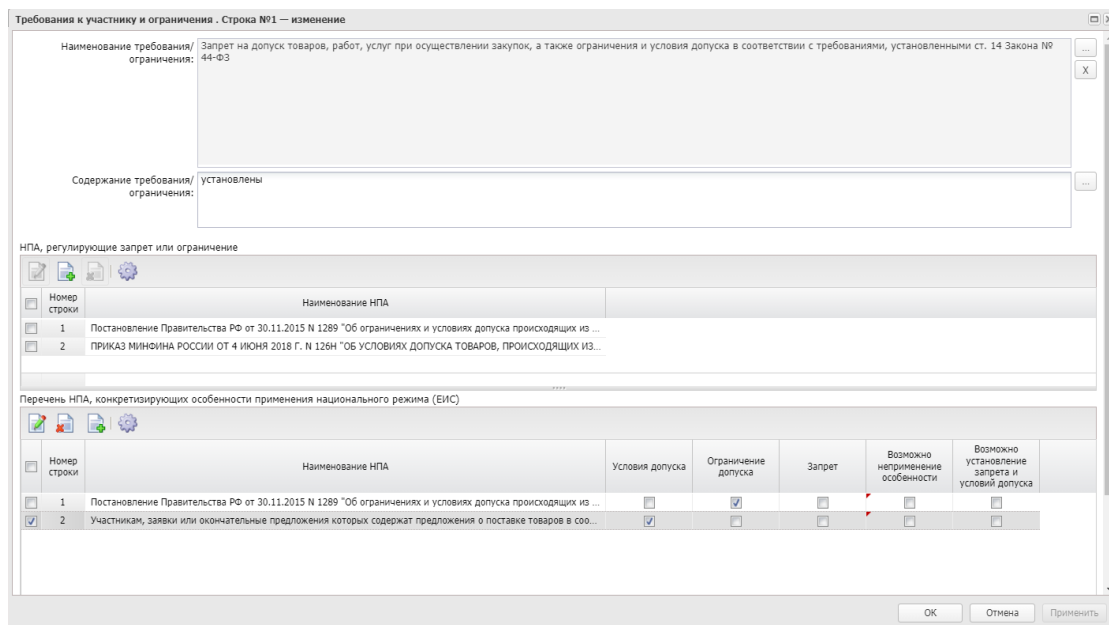 Требования к участнику и ограничения . Строка №1 — изменение
Наименование требования/ ограничения:
Запрет на допуск товаров, работ, услуг при осуществлении закупок, а также ограничения и условия допуска в соответствии с требованиями, установленными ст. 14 Закона №
44-ФЗ
...
X
Содержание требования/ ограничения:
установлены
...
НПА, регулирующие запрет или ограничение
Номер строки
Наименование НПА
1 Постановление Правительства РФ от 30.11.2015 N 1289 "Об ограничениях и условиях допуска происходящих из ...
2 ПРИКАЗ МИНФИНА РОССИИ ОТ 4 ИЮНЯ 2018 Г. N 126Н "ОБ УСЛОВИЯХ ДОПУСКА ТОВАРОВ, ПРОИСХОДЯЩИХ ИЗ...
Перечень НПА, конкретизирующих особенности применения национального режима (ЕИС)
Номер строки
Наименование НПА
Условия допуска
Ограничение допуска
Запрет
Возможно неприменение особенности
Возможно установление запрета и условий допуска
1 Постановление Правительства РФ от 30.11.2015 N 1289 "Об ограничениях и условиях допуска происходящих из ...
2 Участникам, заявки или окончательные предложения которых содержат предложения о поставке товаров в соо...
ОК
Отмена
Применить